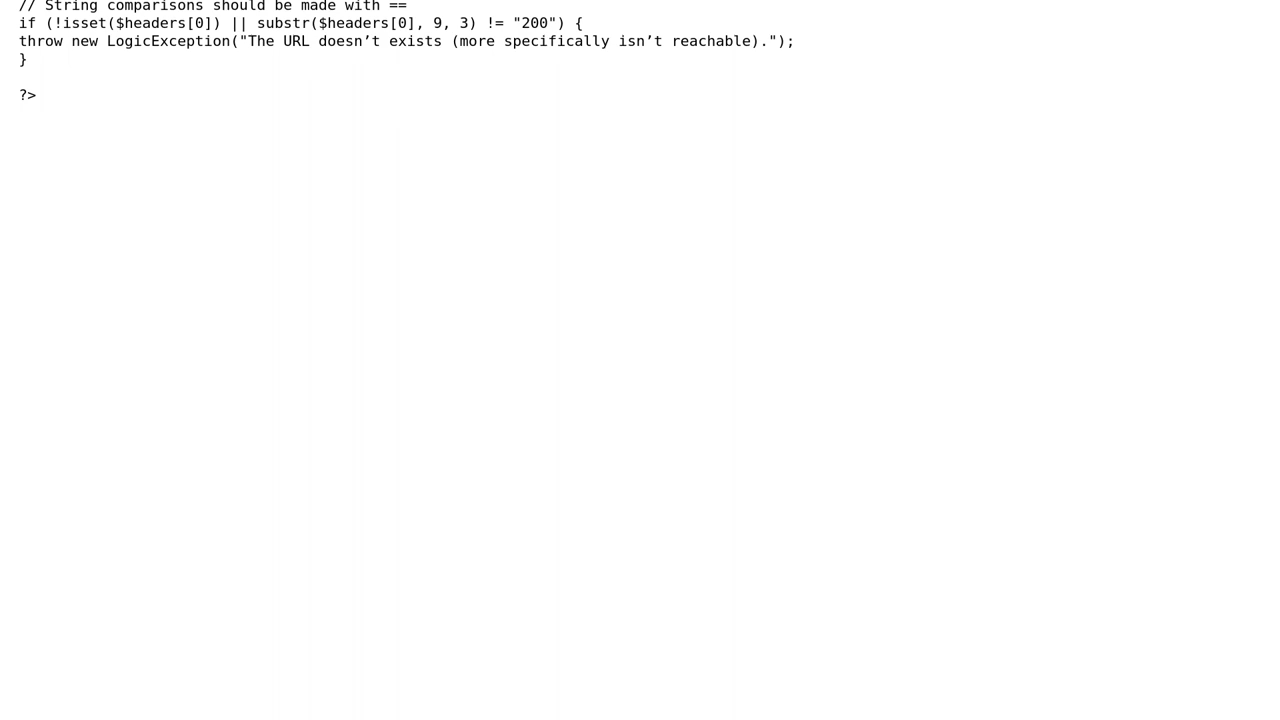 // String comparisons should be made with ==
if (!isset($headers[0]) || substr($headers[0], 9, 3) != "200") {
throw new LogicException("The URL doesn’t exists (more specifically isn’t reachable).");
}
?>